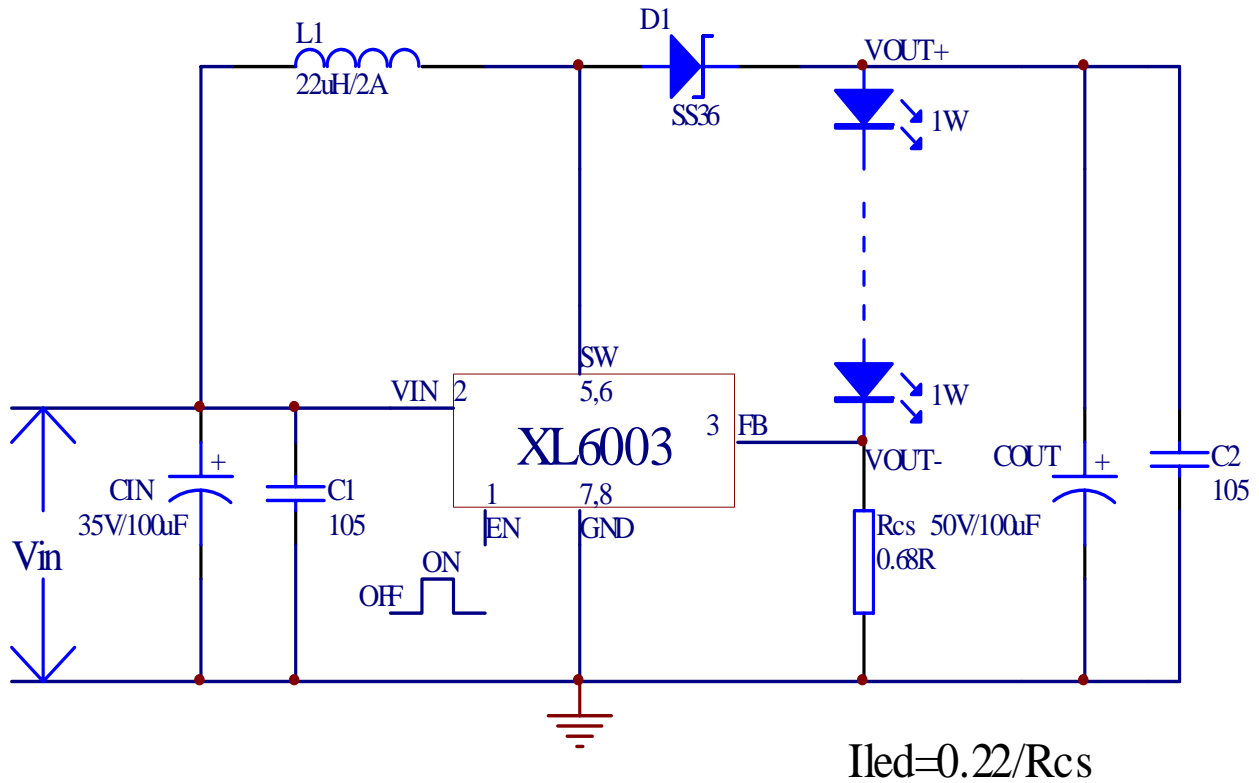 L1
22uH/2A
D1
SS36
VOUT+
1W
1W
SW
5,6
VIN 2
XL6003
3 FB
VOUT-
1
EN
7,8
GND
CIN
+
35V/100uF
C1
105
Vin
ON
OFF
Rcs
0.68R
COUT
+
50V/100uF
C2
105
Iled=0.22/Rcs